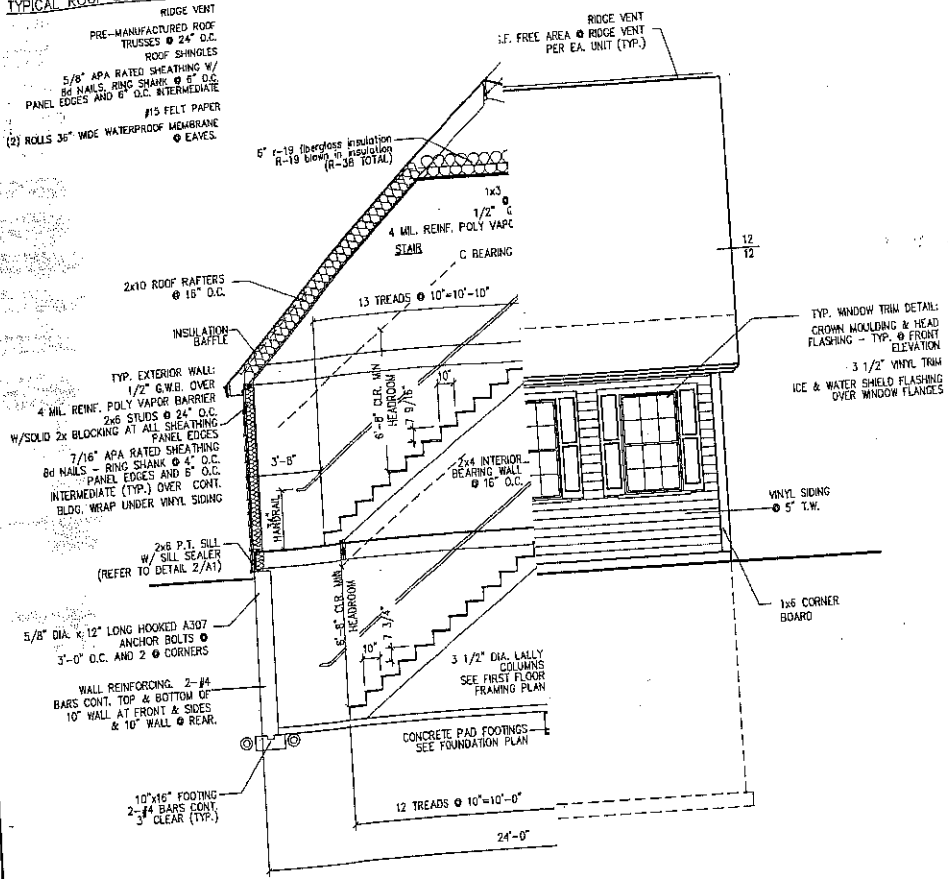 TYPICAL ROOF
RIDGE VENT
PRE-MANUFACTURED ROOF
TRUSSES @ 24" O.C.
ROOF SHINGLES
5/8" APA RATED SHEATHING W/
8d NAILS, RING SHANK @ 6" O.C.
PANEL EDGES AND 6" O.C. INTERMEDIATE
#15 FELT PAPER
(2) ROLLS 36" WIDE WATERPROOF MEMBRANE
@ EAVES.
RIDGE VENT
S.F. FREE AREA @ RIDGE VENT
PER EA. UNIT (TYP.)
6" r-19 fiberglass insulation
R-19 blown in insulation
(R-38 TOTAL)
1x3
@
1/2" G
4 MIL. REINF. POLY VAPC
STAIR
C BEARING
12
12
2x10 ROOF RAFTERS
@ 16" O.C.
13 TREADS @ 10"=10'-10"
INSULATION
BAFFLE
TYP. WINDOW TRIM DETAIL:
CROWN MOULDING & HEAD
FLASHING - TYP. @ FRONT
ELEVATION
3 1/2" VINYL TRIM
ICE & WATER SHIELD FLASHING
OVER WINDOW FLANGES
TYP. EXTERIOR WALL:
1/2" G.W.B. OVER
4 MIL. REINF. POLY VAPOR BARRIER
2x6 STUDS @ 24" O.C.
W/SOLID 2x BLOCKING AT ALL SHEATHING
PANEL EDGES
7/16" APA RATED SHEATHING
8d NAILS - RING SHANK @ 4" O.C.
PANEL EDGES AND 6" O.C.
INTERMEDIATE (TYP.) OVER CONT.
BLDG. WRAP UNDER VINYL SIDING
6'-8" CLR. MIN
HEADROOM
10"
7 9/16"
3'-8"
34"
HANDRAIL
2x4 INTERIOR
BEARING WALL
@ 16" O.C.
VINYL SIDING
@ 5" T.W.
2x6 P.T. SILL
W/ SILL SEALER
(REFER TO DETAIL 2/A1)
6'-8" CLR. MIN
HEADROOM
10"
7 3/4"
1x6 CORNER
BOARD
5/8" DIA. x 12" LONG HOOKED A307
ANCHOR BOLTS @
3'-0" O.C. AND 2 @ CORNERS
3 1/2" DIA. LALLY
COLUMNS
SEE FIRST FLOOR
FRAMING PLAN
WALL REINFORCING. 2-#4
BARS CONT. TOP & BOTTOM OF
10" WALL AT FRONT & SIDES
& 10" WALL @ REAR.
CONCRETE PAD FOOTINGS
SEE FOUNDATION PLAN
10"x16" FOOTING
2-#4 BARS CONT.
3" CLEAR (TYP.)
12 TREADS @ 10"=10'-0"
24'-0"